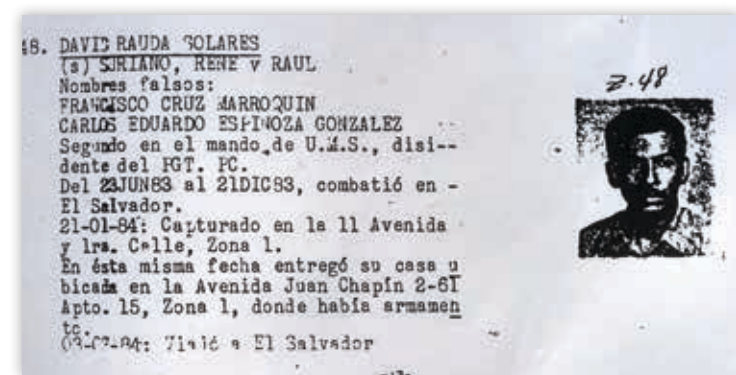 48. DAVID RAUDA SOLARES
(s) SIRIANO, RENE y RAUL
Nombres falsos:
FRANCISCO CRUZ MARROQUIN
CARLOS EDUARDO ESPINOZA GONZALEZ
Segundo en el mando de U.M.S., disi--
dente del PGT. PC.
Del 23JUN83 al 21DIC83, combatió en -
El Salvador.
21-01-84: Capturado en la 11 Avenida
y 1ra. Calle, Zona 1.
En ésta misma fecha entregó su casa u
bicada en la Avenida Juan Chapín 2-61
Apto. 15, Zona 1, donde había armamen
to.
Viajó a El Salvador
2.48